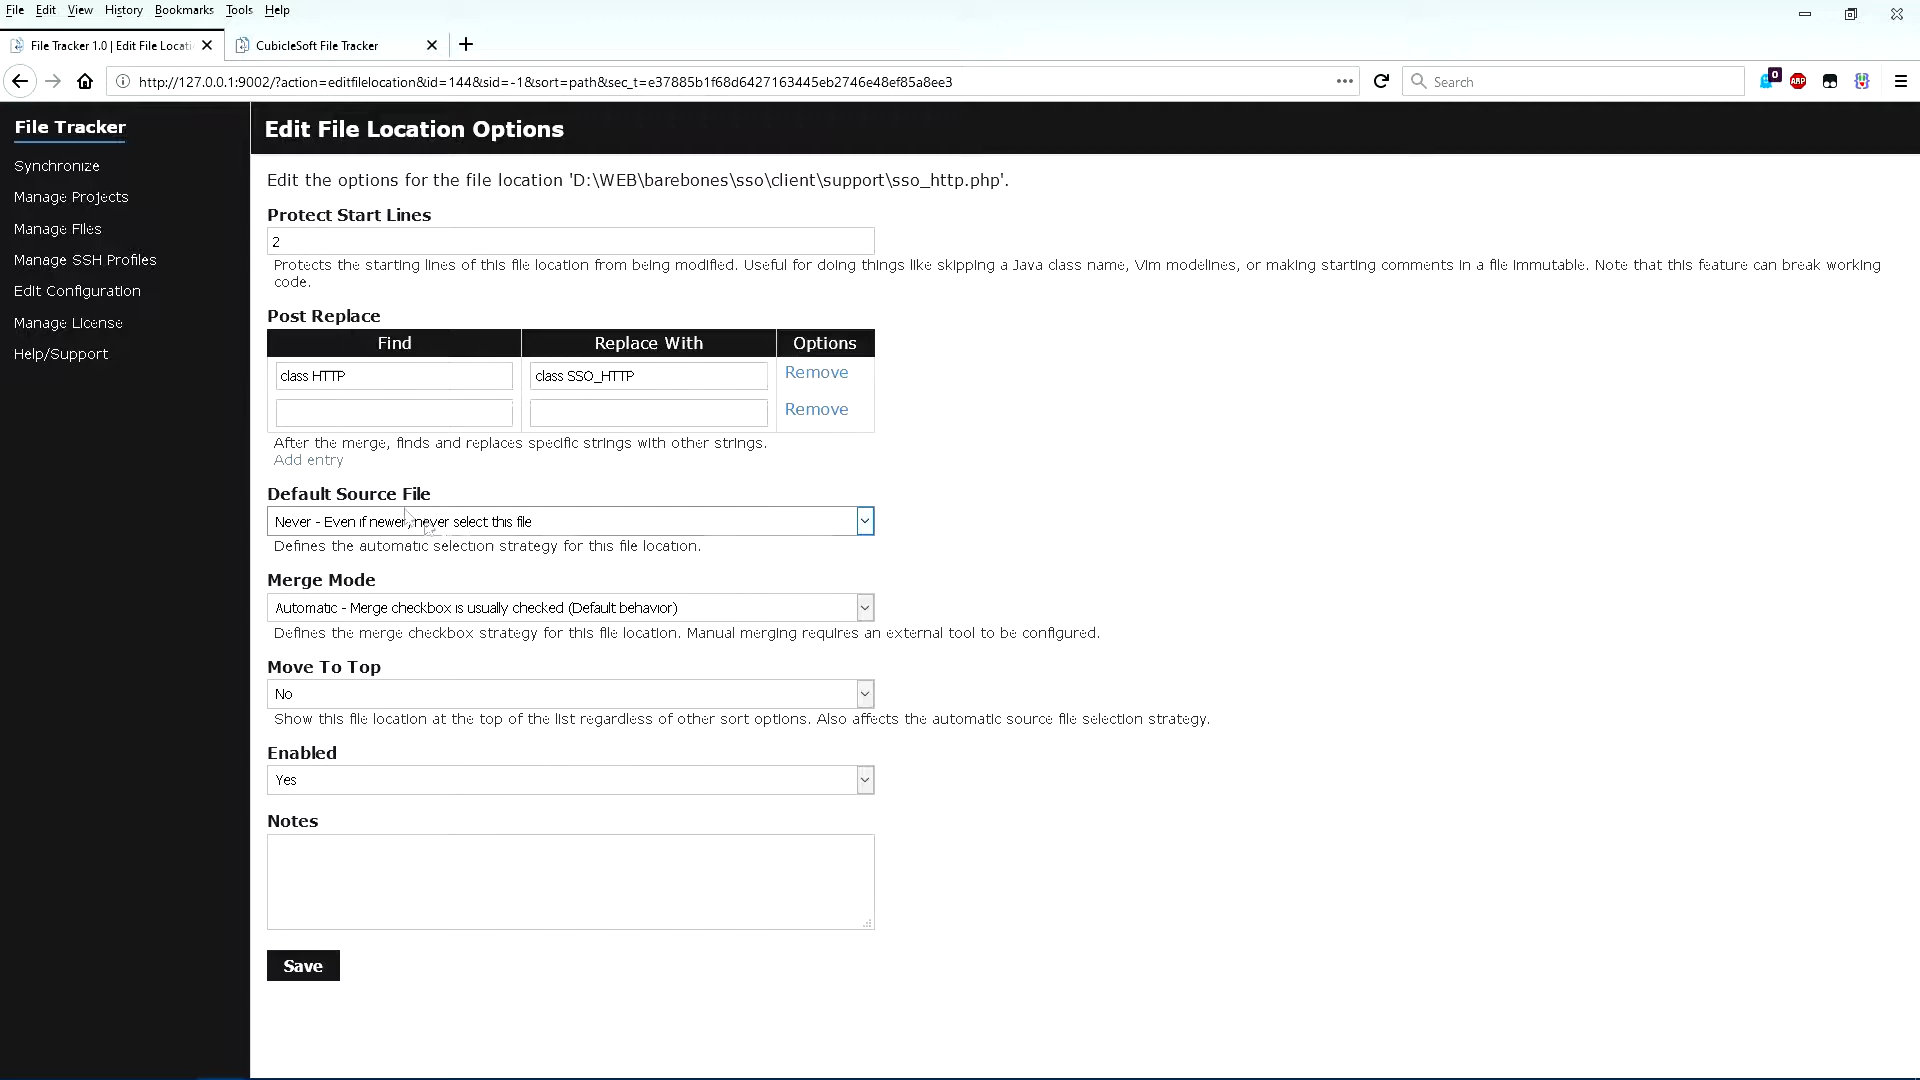 File Edit View History Bookmarks Tools Help
File Tracker 1.0 | Edit File Locati
CubicleSoft File Tracker
http://127.0.0.1:9002/?action=editfilelocation&id=144&sid=-1&sort=path&sec_t=e37885b1f68d6427163445eb2746e48ef85a8ee3
Search
0
ABP
File Tracker
Synchronize
Manage Projects
Manage Files
Manage SSH Profiles
Edit Configuration
Manage License
Help/Support
Edit File Location Options
Edit the options for the file location 'D:\WEB\barebones\sso\client\support\sso_http.php'.
Protect Start Lines
2
Protects the starting lines of this file location from being modified. Useful for doing things like skipping a Java class name, Vim modelines, or making starting comments in a file immutable. Note that this feature can break working
code.
Post Replace
Find Replace With Options
class HTTP class SSO_HTTP Remove
Remove
After the merge, finds and replaces specific strings with other strings.
Add entry
Default Source File
Never - Even if newer, never select this file
Defines the automatic selection strategy for this file location.
Merge Mode
Automatic - Merge checkbox is usually checked (Default behavior)
Defines the merge checkbox strategy for this file location. Manual merging requires an external tool to be configured.
Move To Top
No
Show this file location at the top of the list regardless of other sort options. Also affects the automatic source file selection strategy.
Enabled
Yes
Notes
Save